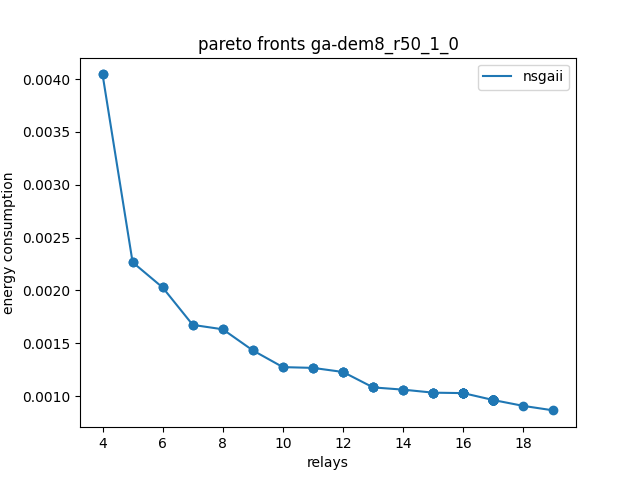 pareto fronts ga-dem8_r50_1_0
nsgaii
energy consumption
0.0040
0.0035
0.0030
0.0025
0.0020
0.0015
0.0010
4 6 8 10 12 14 16 18
relays